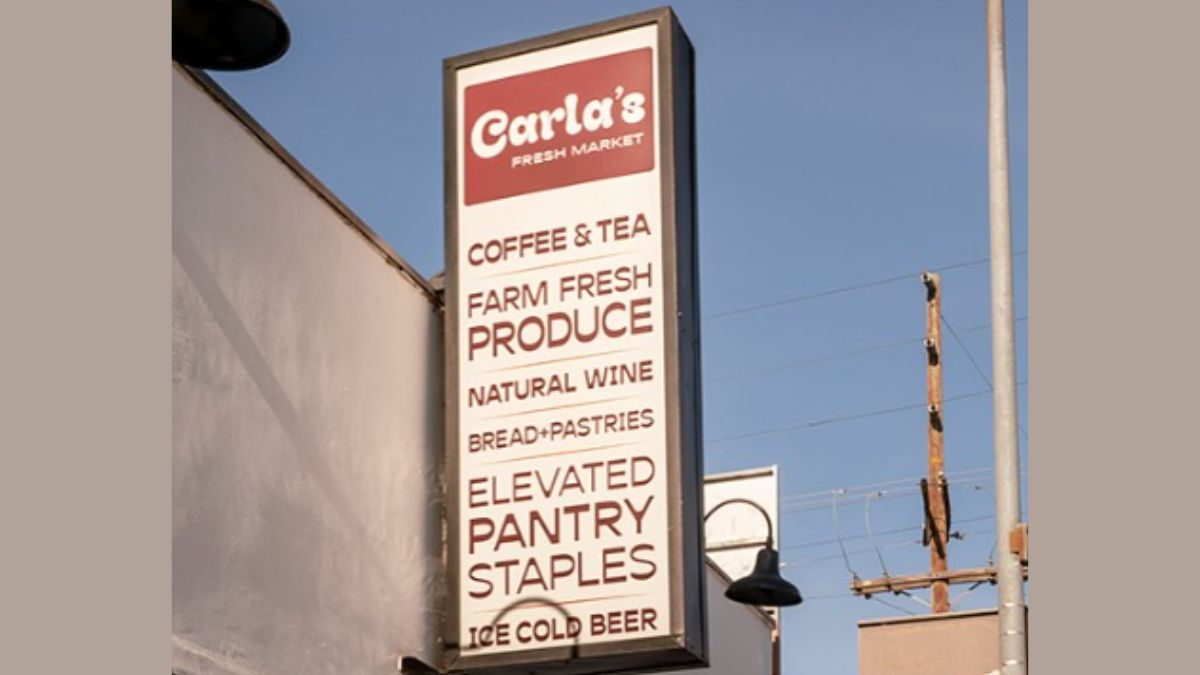 Carla's
FRESH MARKET
COFFEE & TEA
FARM FRESH
PRODUCE
NATURAL WINE
BREAD+PASTRIES
ELEVATED
PANTRY
STAPLES
ICE COLD BEER